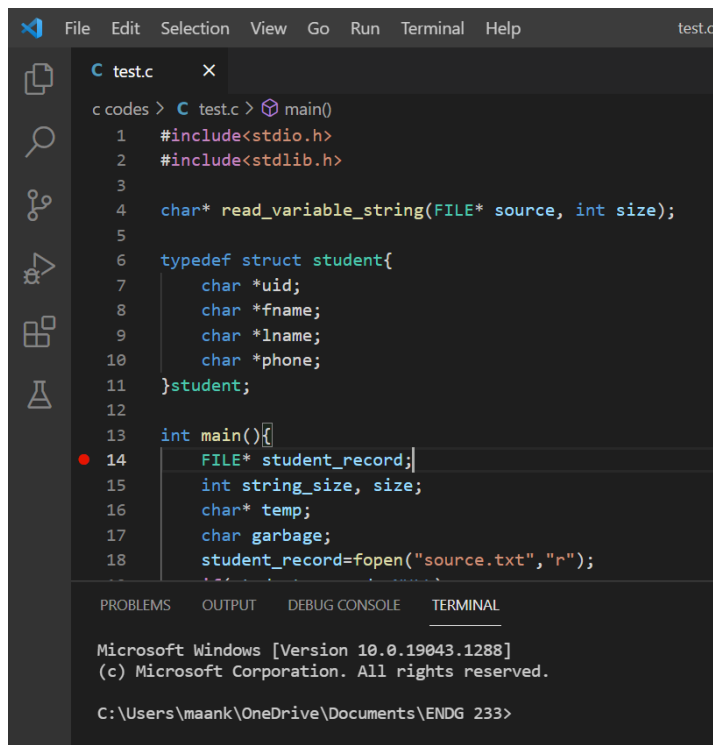 File Edit Selection View Go Run Terminal Help test.c
C test.c ×
c codes > C test.c > main()
1 #include<stdio.h>
2 #include<stdlib.h>
3
4 char* read_variable_string(FILE* source, int size);
5
6 typedef struct student{
7 char *uid;
8 char *fname;
9 char *lname;
10 char *phone;
11 }student;
12
13 int main(){
14 FILE* student_record;
15 int string_size, size;
16 char* temp;
17 char garbage;
18 student_record=fopen("source.txt","r");
PROBLEMS OUTPUT DEBUG CONSOLE TERMINAL
Microsoft Windows [Version 10.0.19043.1288]
(c) Microsoft Corporation. All rights reserved.
C:\Users\maank\OneDrive\Documents\ENDG 233>